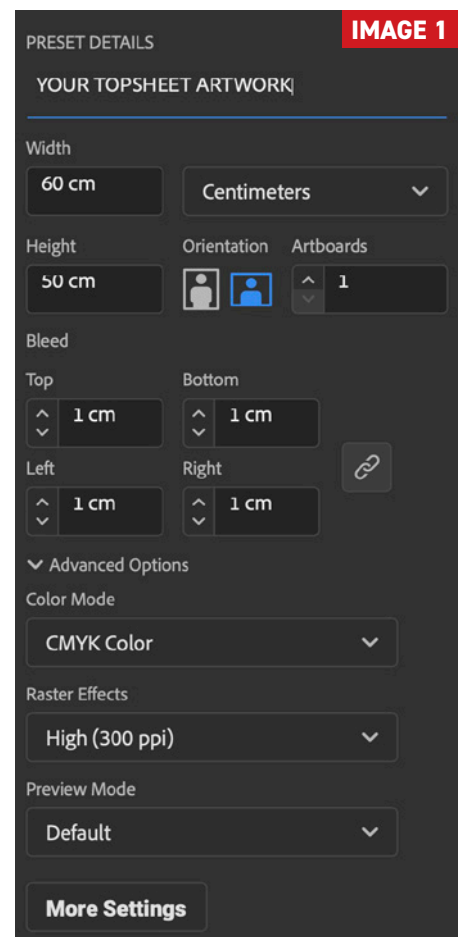 IMAGE 1
PRESET DETAILS
YOUR TOPSHEET ARTWORK
Width
60 cm
Centimeters
Height
Orientation
Artboards
50 cm
1
Bleed
Top
Bottom
1 cm
1 cm
Left
Right
1 cm
1 cm
Advanced Options
Color Mode
CMYK Color
Raster Effects
High (300 ppi)
Preview Mode
Default
More Settings